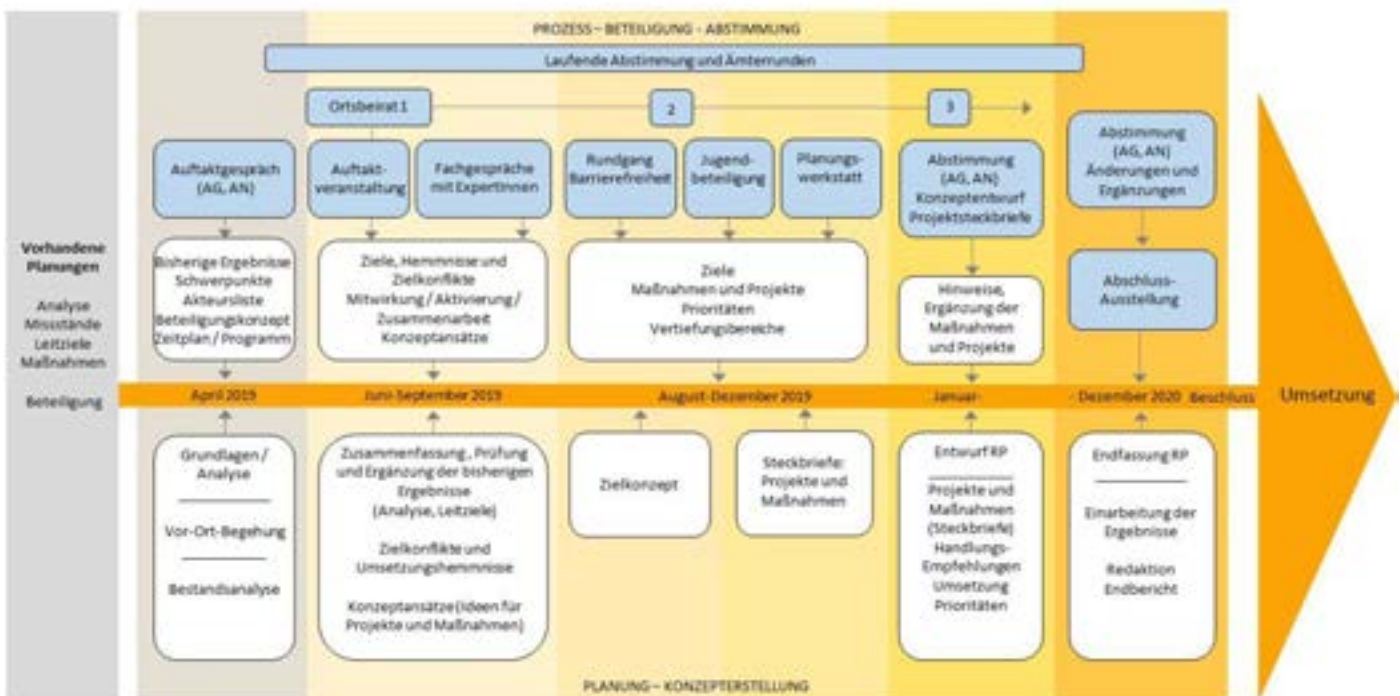 PROZESS – BETEILIGUNG - ABSTIMMUNG
Laufende Abstimmung und Ämterrunden
Ortsbeirat 1
2
3
Auftaktgespräch
(AG, AN)
Auftakt-
veranstaltung
Fachgespräche
mit ExpertInnen
Rundgang
Barrierefreiheit
Jugend-
beteiligung
Planungs-
werkstatt
Abstimmung
(AG, AN)
Konzeptentwurf
Projektsteckbriefe
Abstimmung
(AG, AN)
Änderungen und
Ergänzungen
Vorhandene
Planungen
Analyse
Missstände
Leitziele
Maßnahmen
Beteiligung
Bisherige Ergebnisse
Schwerpunkte
Akteursliste
Beteiligungskonzept
Zeitplan / Programm
Ziele, Hemmnisse und
Zielkonflikte
Mitwirkung / Aktivierung /
Zusammenarbeit
Konzeptansätze
Ziele
Maßnahmen und Projekte
Prioritäten
Vertiefungsbereiche
Hinweise,
Ergänzung der
Maßnahmen
und Projekte
Abschluss-
Ausstellung
April 2019
Juni-September 2019
August-Dezember 2019
Januar-
- Dezember 2020
Beschluss
Umsetzung
Grundlagen /
Analyse
Vor-Ort-Begehung
Bestandsanalyse
Zusammenfassung, Prüfung
und Ergänzung der bisherigen
Ergebnisse
(Analyse, Leitziele)
Zielkonflikte und
Umsetzungshemmnisse
Konzeptansätze (Ideen für
Projekte und Maßnahmen)
Zielkonzept
Steckbriefe:
Projekte und
Maßnahmen
Entwurf RP
Projekte und
Maßnahmen
(Steckbriefe)
Handlungs-
Empfehlungen
Umsetzung
Prioritäten
Endfassung RP
Einarbeitung der
Ergebnisse
Redaktion
Endbericht
PLANUNG – KONZEPTERSTELLUNG